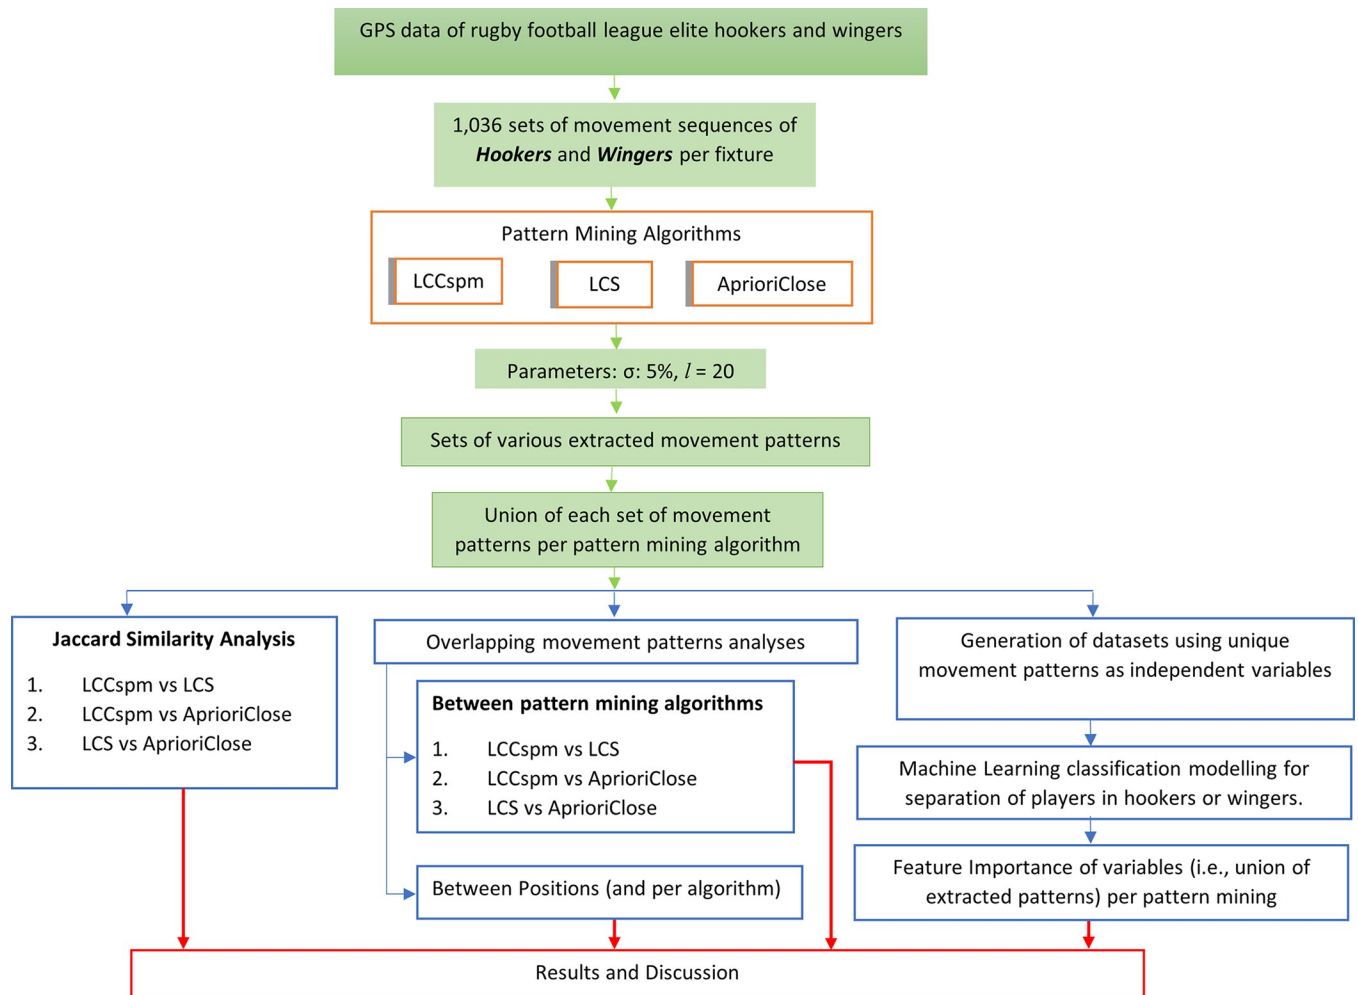 GPS data of rugby football league elite hookers and wingers
1,036 sets of movement sequences of
Hookers and Wingers per fixture
Pattern Mining Algorithms
LCCspm
LCS
AprioriClose
Parameters: σ: 5%, l = 20
Sets of various extracted movement patterns
Union of each set of movement
patterns per pattern mining algorithm
Jaccard Similarity Analysis
1. LCCspm vs LCS
2. LCCspm vs AprioriClose
3. LCS vs AprioriClose
Overlapping movement patterns analyses
Between pattern mining algorithms
1. LCCspm vs LCS
2. LCCspm vs AprioriClose
3. LCS vs AprioriClose
Between Positions (and per algorithm)
Generation of datasets using unique
movement patterns as independent variables
Machine Learning classification modelling for
separation of players in hookers or wingers.
Feature Importance of variables (i.e., union of
extracted patterns) per pattern mining
Results and Discussion